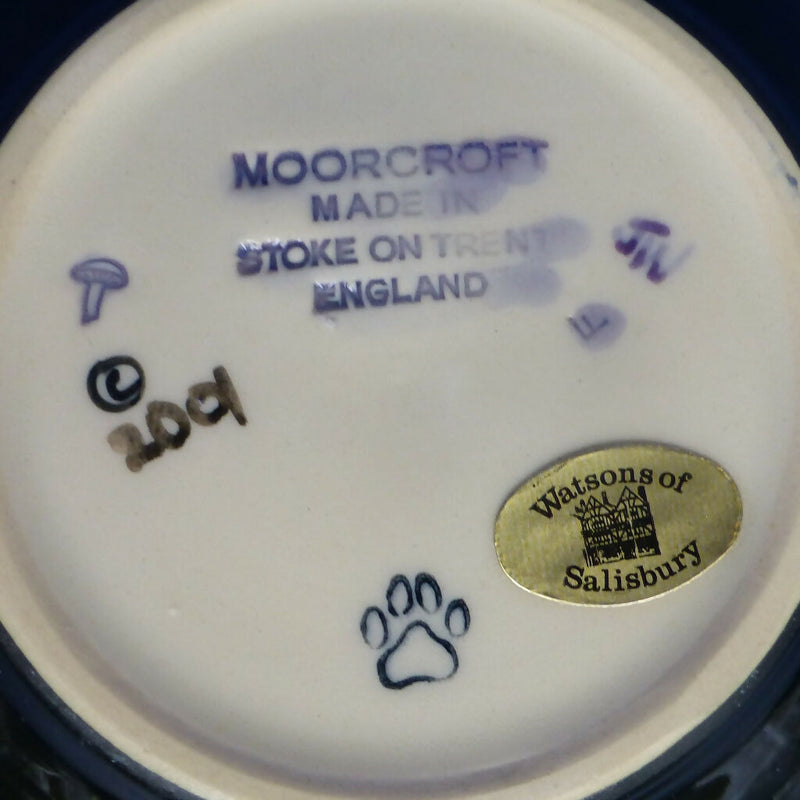 MOORCROFT
MADE IN
STOKE ON TRENT
ENGLAND
F
©
2001
Watsons of
Salisbury